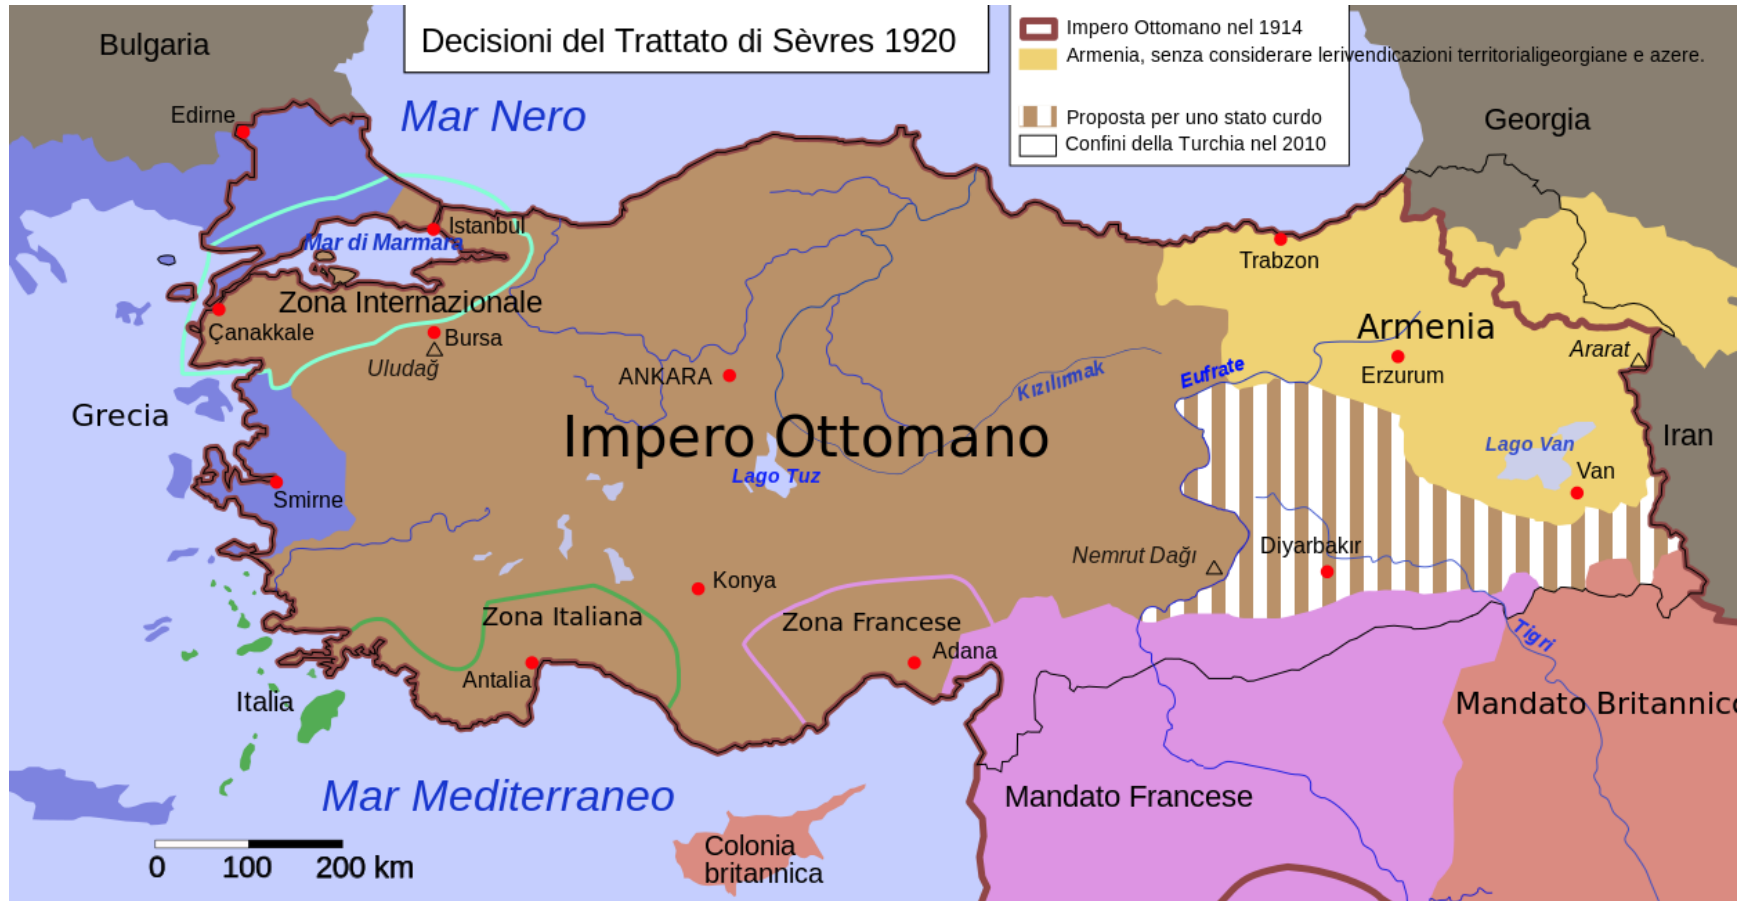 Decisioni del Trattato di Sèvres 1920
Impero Ottomano nel 1914
Armenia, senza considerare lerivendicazioni territorialigeorgiane e azere.
Proposta per uno stato curdo
Confini della Turchia nel 2010
Bulgaria
Edirne
Mar Nero
Georgia
Istanbul
Mar di Marmara
Trabzon
Zona Internazionale
Çanakkale
Bursa
Uludağ
Armenia
Ararat
Erzurum
ANKARA
Kızılırmak
Eufrate
Grecia
Impero Ottomano
Lago Tuz
Lago Van
Iran
Van
Smirne
Diyarbakır
Nemrut Dağı
Konya
Zona Italiana
Zona Francese
Adana
Antalia
Tigri
Italia
Mandato Britannico
Mar Mediterraneo
Mandato Francese
Colonia
britannica
0 100 200 km